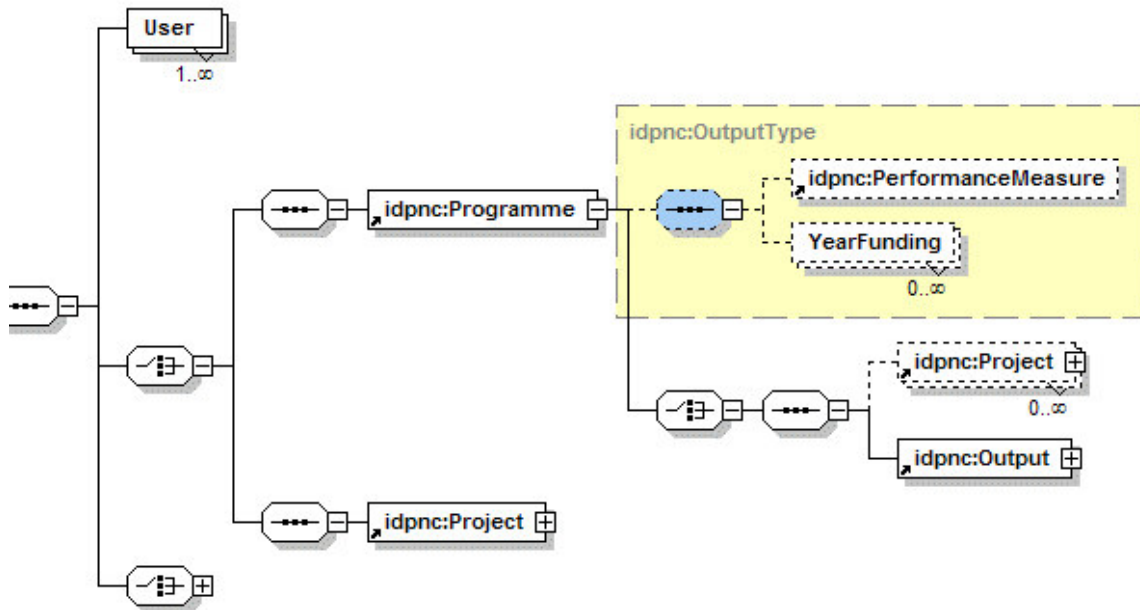 User
1..∞
idpnc:OutputType
idpnc:PerformanceMeasure
idpnc:Programme
YearFunding
0..∞
idpnc:Project
0..∞
idpnc:Output
idpnc:Project